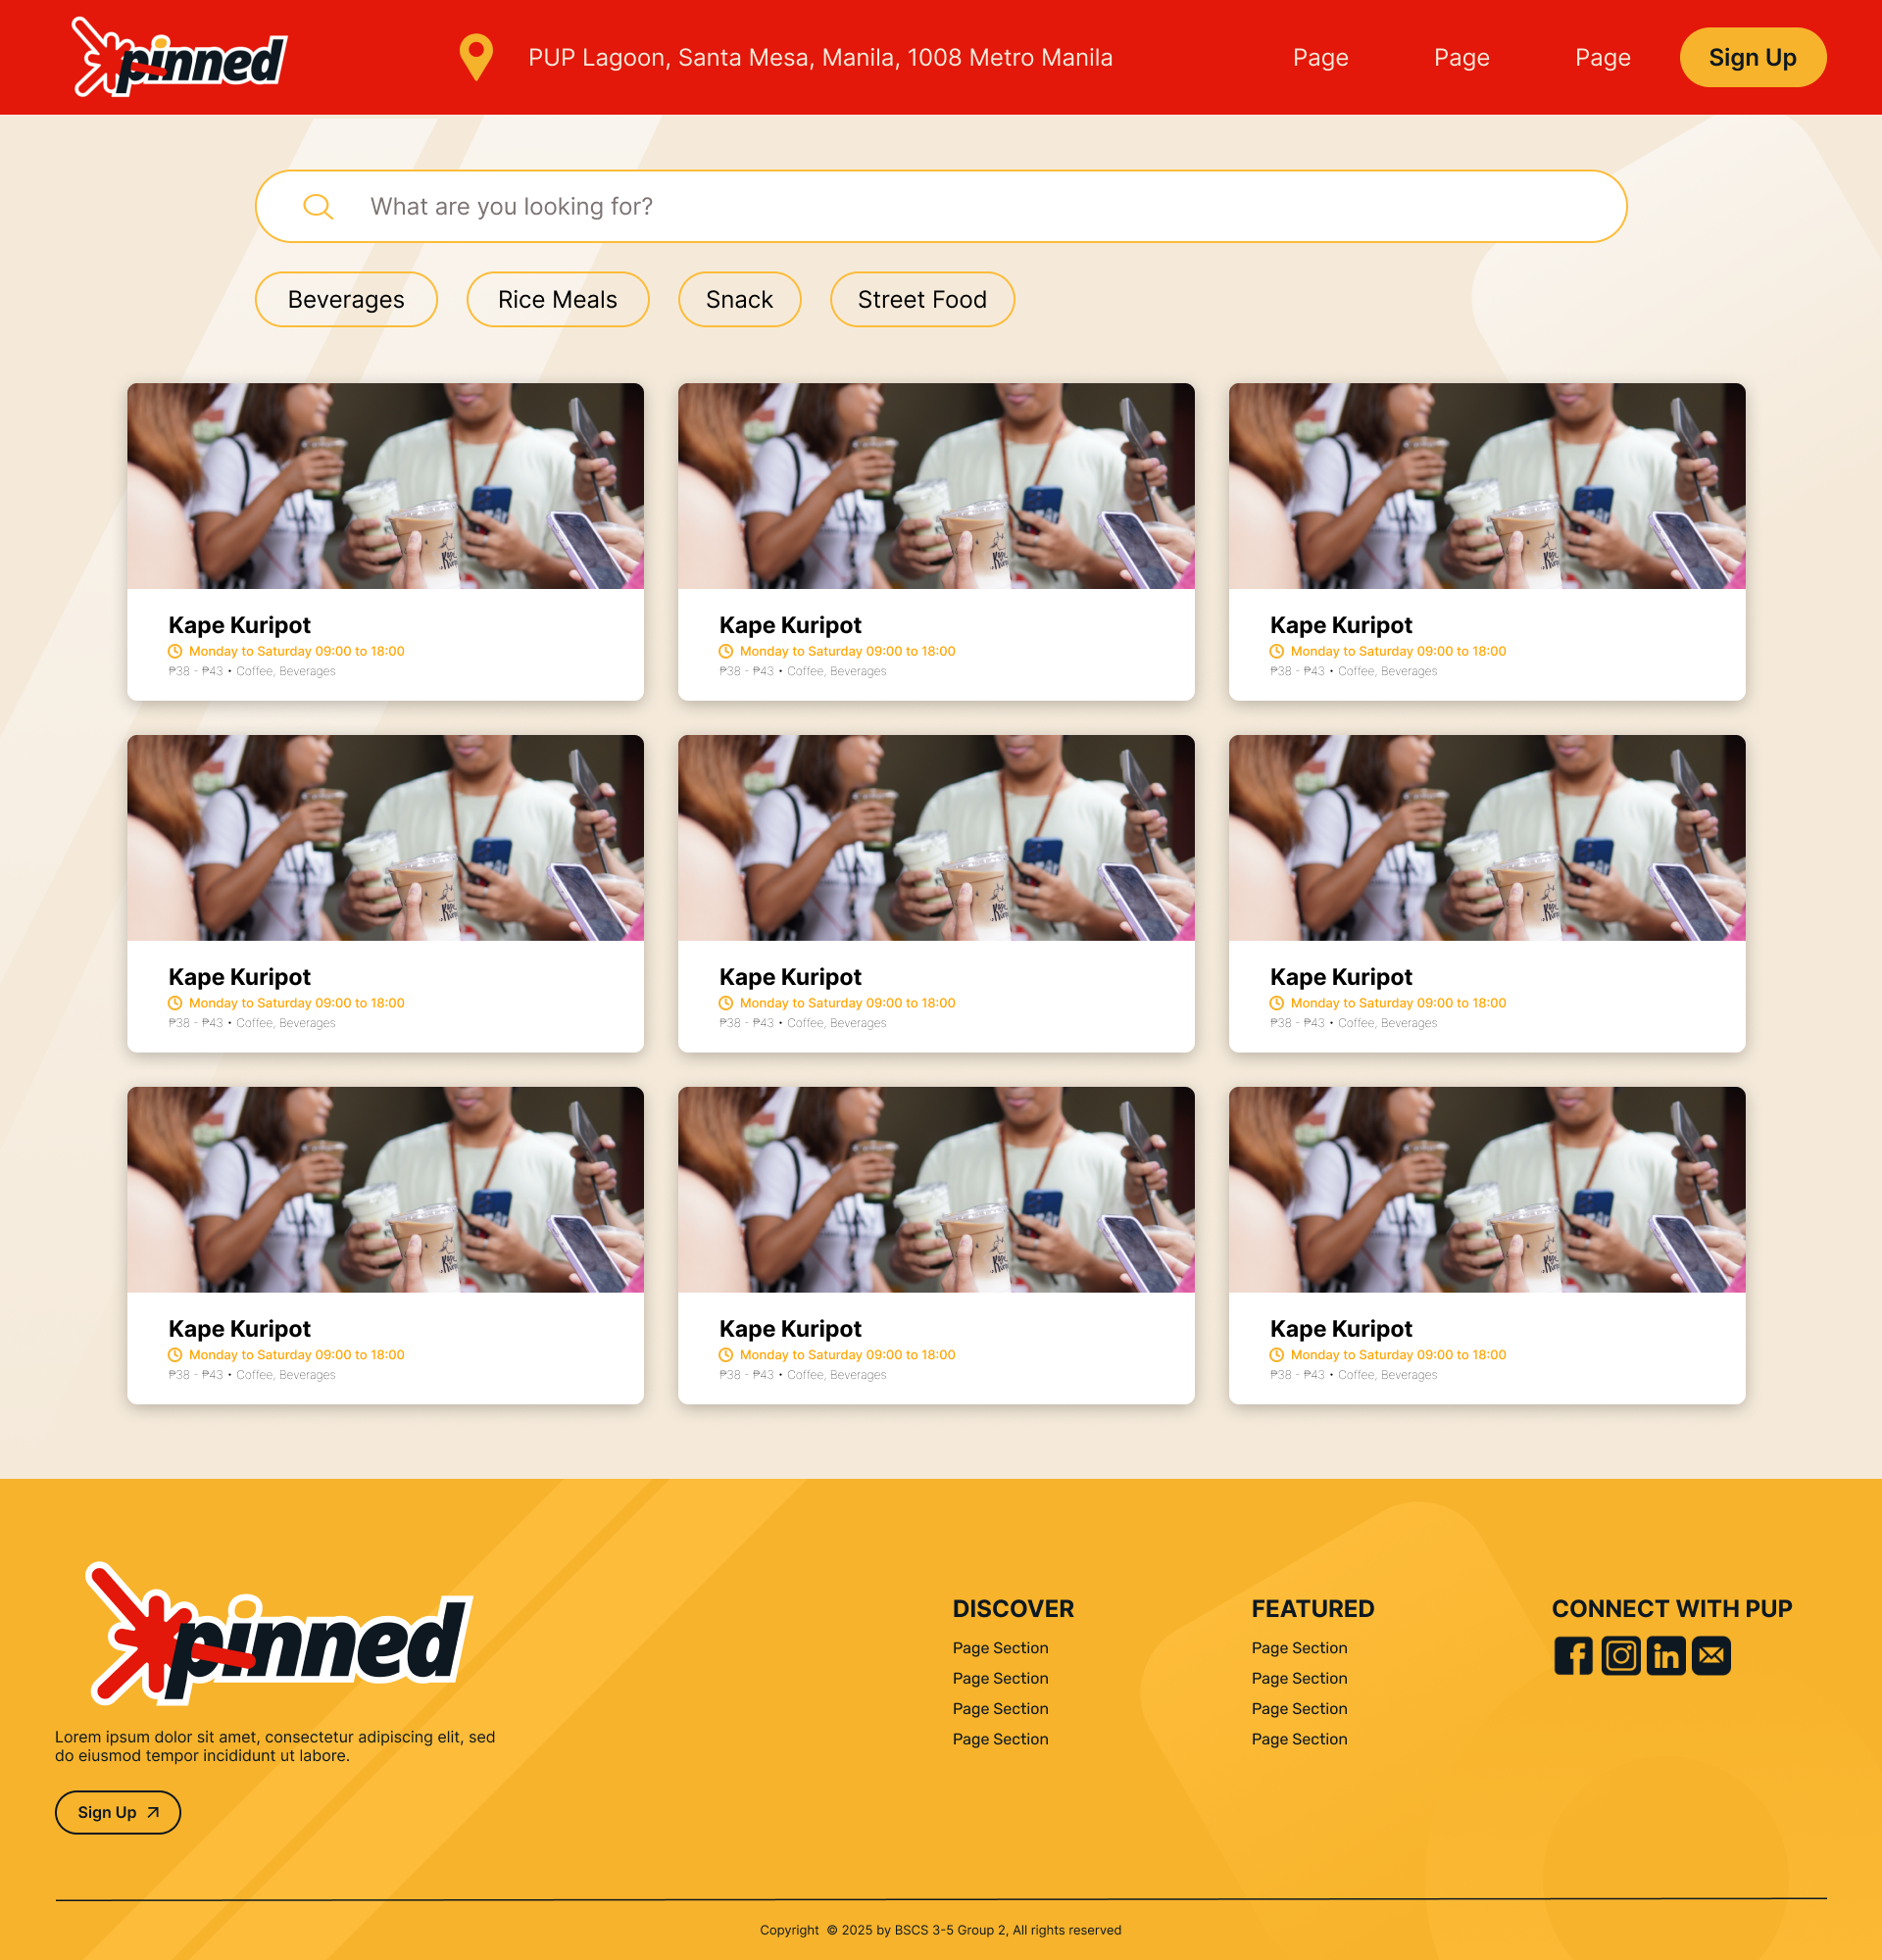 pinned
PUP Lagoon, Santa Mesa, Manila, 1008 Metro Manila
Page
Page
Page
Sign Up
What are you looking for?
Beverages
Rice Meals
Snack
Street Food
Kape Kuripot
Monday to Saturday 09:00 to 18:00
₱38 - ₱43 • Coffee, Beverages
Kape Kuripot
Monday to Saturday 09:00 to 18:00
₱38 - ₱43 • Coffee, Beverages
Kape Kuripot
Monday to Saturday 09:00 to 18:00
₱38 - ₱43 • Coffee, Beverages
Kape Kuripot
Monday to Saturday 09:00 to 18:00
₱38 - ₱43 • Coffee, Beverages
Kape Kuripot
Monday to Saturday 09:00 to 18:00
₱38 - ₱43 • Coffee, Beverages
Kape Kuripot
Monday to Saturday 09:00 to 18:00
₱38 - ₱43 • Coffee, Beverages
Kape Kuripot
Monday to Saturday 09:00 to 18:00
₱38 - ₱43 • Coffee, Beverages
Kape Kuripot
Monday to Saturday 09:00 to 18:00
₱38 - ₱43 • Coffee, Beverages
Kape Kuripot
Monday to Saturday 09:00 to 18:00
₱38 - ₱43 • Coffee, Beverages
pinned
Lorem ipsum dolor sit amet, consectetur adipiscing elit, sed
do eiusmod tempor incididunt ut labore.
Sign Up
DISCOVER
Page Section
Page Section
Page Section
Page Section
FEATURED
Page Section
Page Section
Page Section
Page Section
CONNECT WITH PUP
Copyright © 2025 by BSCS 3-5 Group 2, All rights reserved